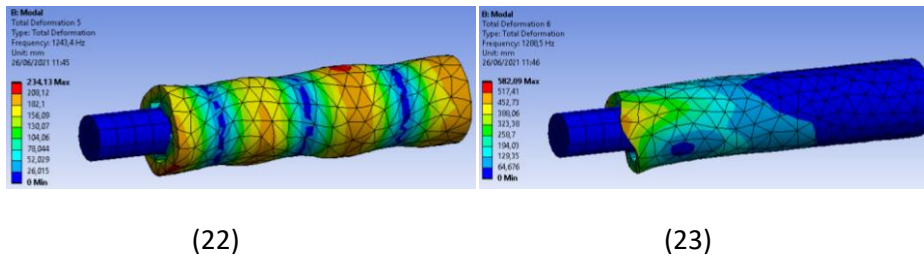 B: Modal
Total Deformation 5
Type: Total Deformation
Frequency: 1243,4 Hz
Unit: mm
26/06/2021 11:45
234,13 Max
208,12
182,1
156,09
130,07
104,06
78,044
52,029
26,015
0 Min
B: Modal
Total Deformation 6
Type: Total Deformation
Unit: mm
26/06/2021 11:46
582,09 Max
517,41
452,73
388,06
323,38
258,7
194,03
129,35
64,676
0 Min
(22)
(23)